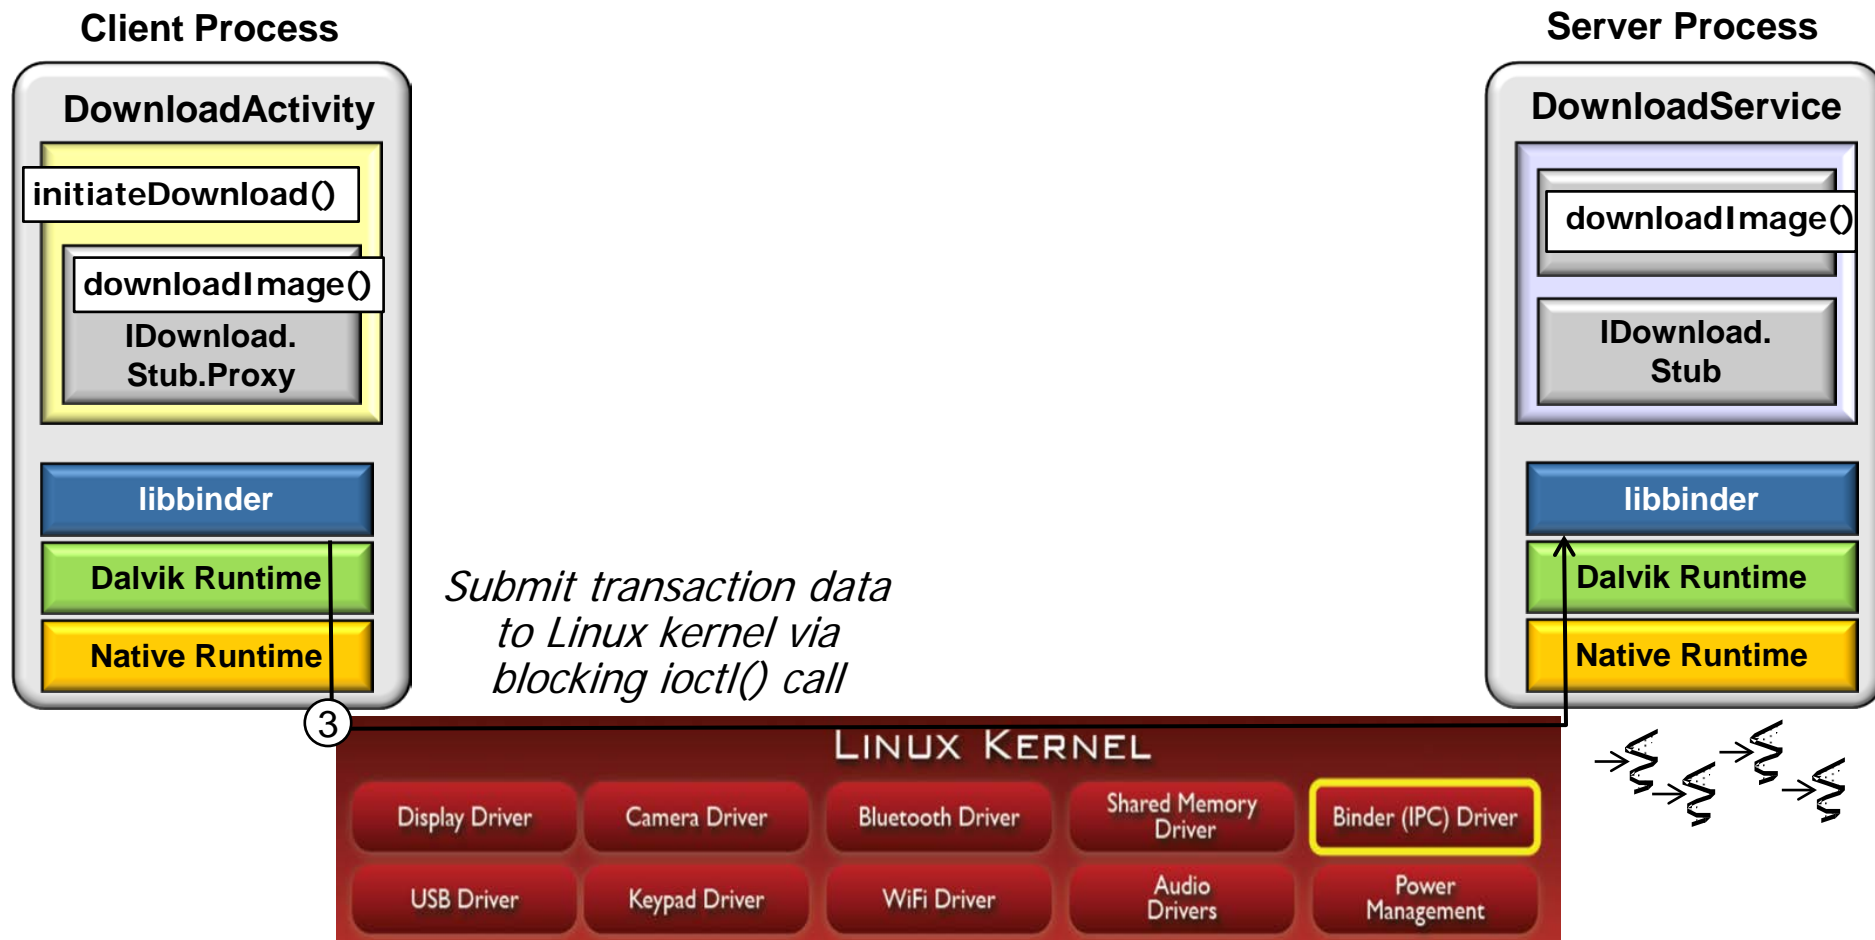 Client Process
DownloadActivity
initiateDownload()
downloadImage()
IDownload.
Stub.Proxy
libbinder
Dalvik Runtime
Native Runtime
3
Submit transaction data
to Linux kernel via
blocking ioctl() call
Server Process
DownloadService
downloadImage()
IDownload.
Stub
libbinder
Dalvik Runtime
Native Runtime
LINUX KERNEL
Display Driver
Camera Driver
Bluetooth Driver
Shared Memory
Driver
Binder (IPC) Driver
USB Driver
Keypad Driver
WiFi Driver
Audio
Drivers
Power
Management